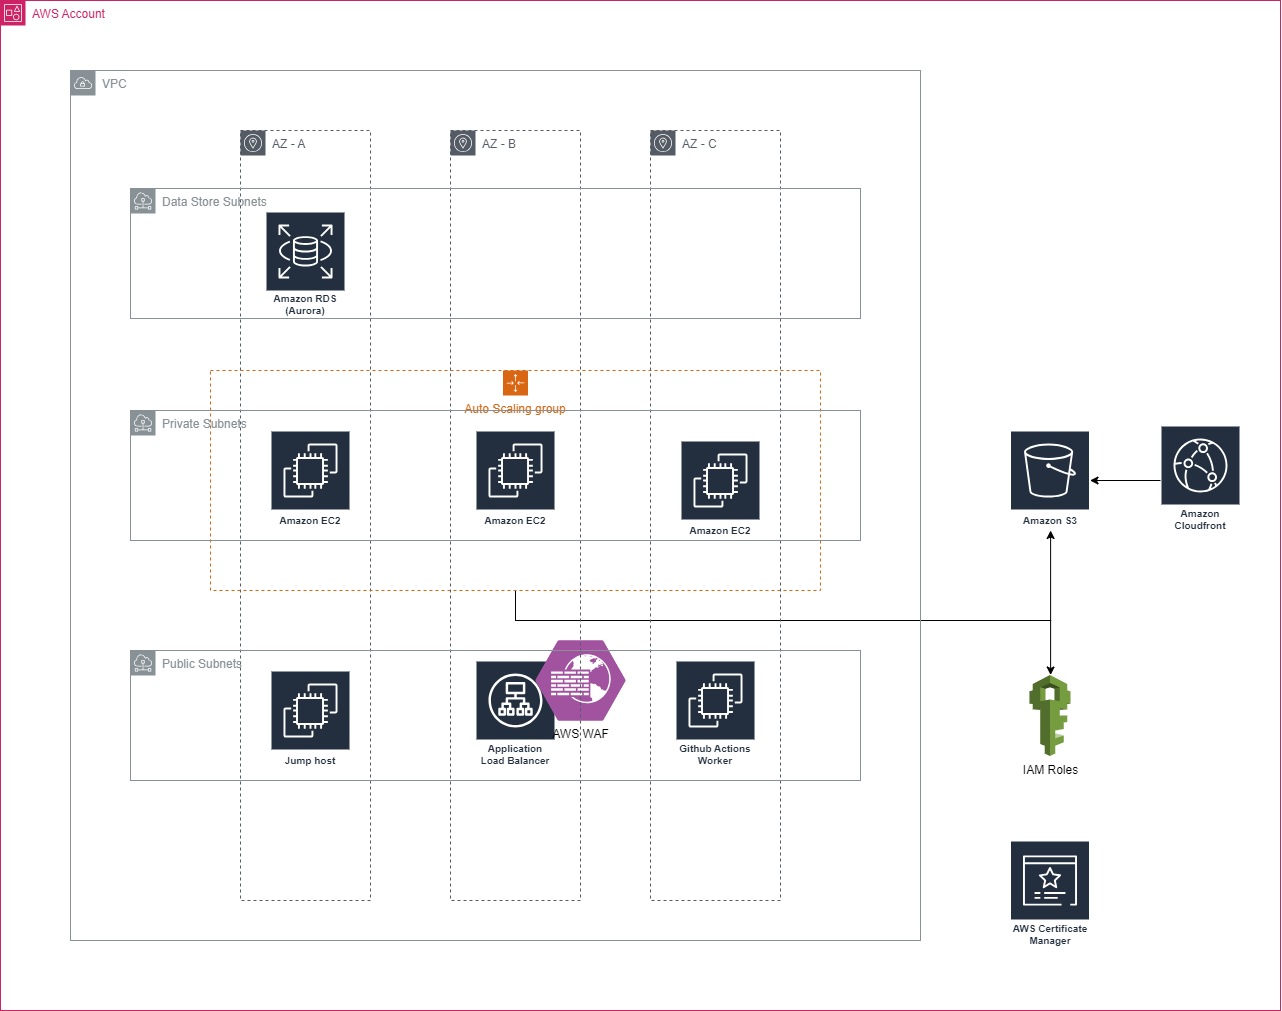 AWS Account
VPC
AZ - A
AZ - B
AZ - C
Data Store Subnets
Amazon RDS
(Aurora)
Auto Scaling group
Private Subnets
Amazon EC2
Amazon EC2
Amazon EC2
Amazon S3
Amazon
Cloudfront
Public Subnets
Jump host
Application
Load Balancer
AWS WAF
Github Actions
Worker
IAM Roles
AWS Certificate
Manager